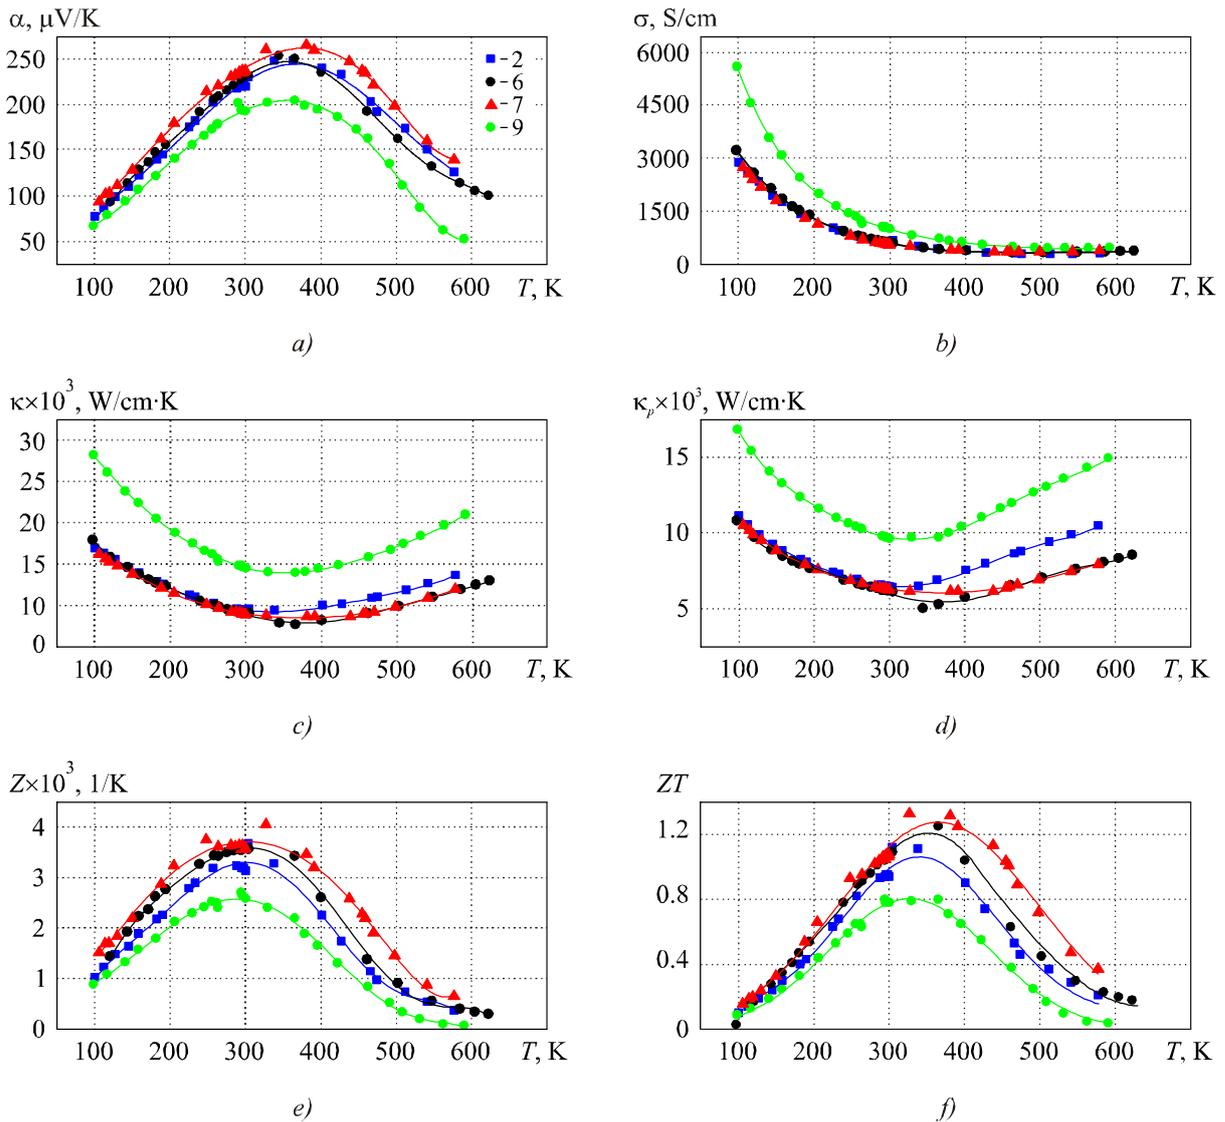 α, μV/K
250
200
150
100
50
100 200 300 400 500 600 T, K
-2
-6
-7
-9
a)
σ, S/cm
6000
4500
3000
1500
0
100 200 300 400 500 600 T, K
b)
κ×10³, W/cm·K
30
25
20
15
10
0
100 200 300 400 500 600 T, K
c)
κₚ×10³, W/cm·K
15
10
5
100 200 300 400 500 600 T, K
d)
Z×10³, 1/K
4
3
2
1
0
100 200 300 400 500 600 T, K
e)
ZT
1.2
0.8
0.4
0
100 200 300 400 500 600 T, K
f)